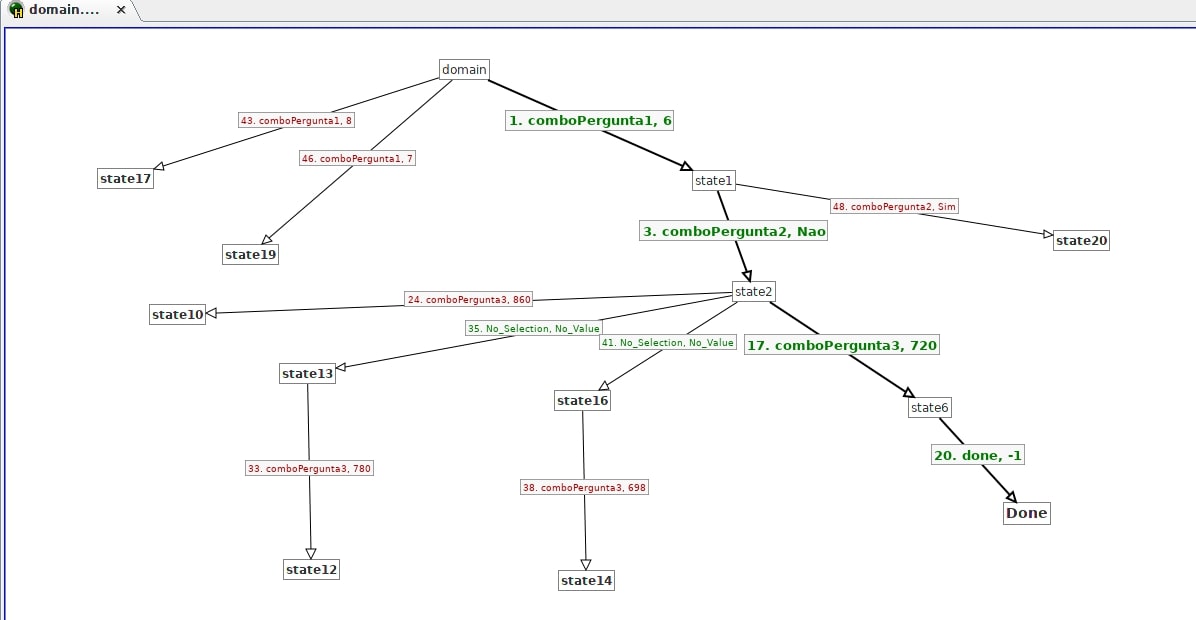 domain....
domain
43. comboPergunta1, 8
1. comboPergunta1, 6
46. comboPergunta1, 7
state17
state1
48. comboPergunta2, Sim
3. comboPergunta2, Nao
state20
state19
state2
24. comboPergunta3, 860
state10
35. No_Selection, No_Value
41. No_Selection, No_Value
17. comboPergunta3, 720
state13
state16
state6
20. done, -1
33. comboPergunta3, 780
38. comboPergunta3, 698
Done
state12
state14